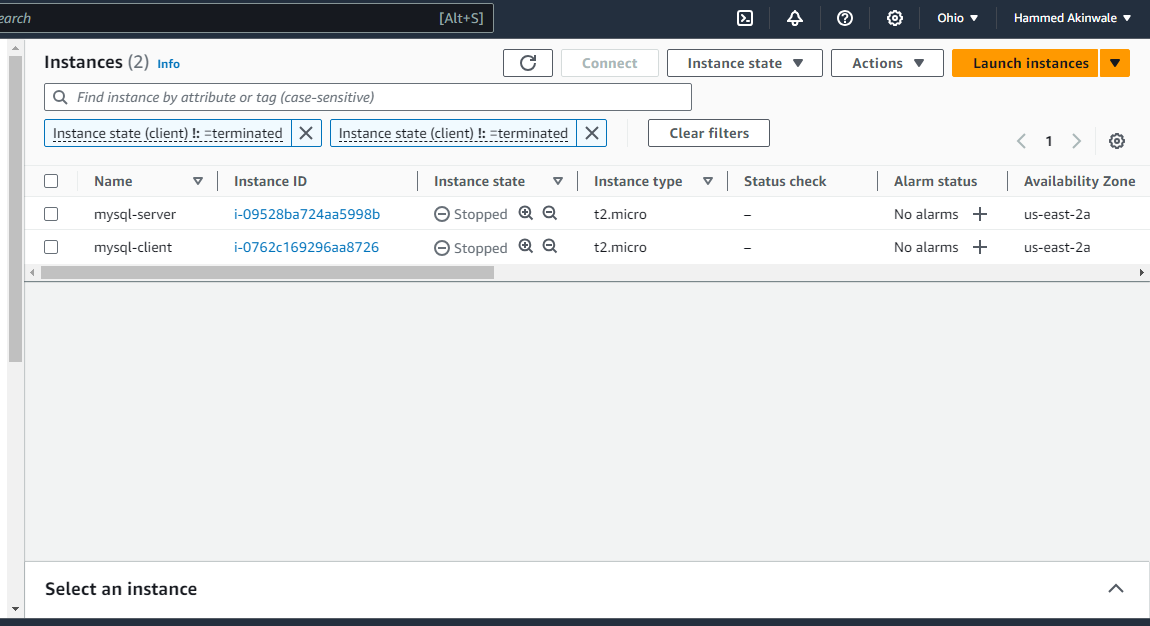 earch [Alt+S] Ohio Hammed Akinwale
Instances (2) Info Connect Instance state Actions Launch instances
Find instance by attribute or tag (case-sensitive)
Instance state (client) !: =terminated Instance state (client) !: =terminated Clear filters
1
Name Instance ID Instance state Instance type Status check Alarm status Availability Zone
mysql-server i-09528ba724aa5998b Stopped t2.micro – No alarms us-east-2a
mysql-client i-0762c169296aa8726 Stopped t2.micro – No alarms us-east-2a
Select an instance